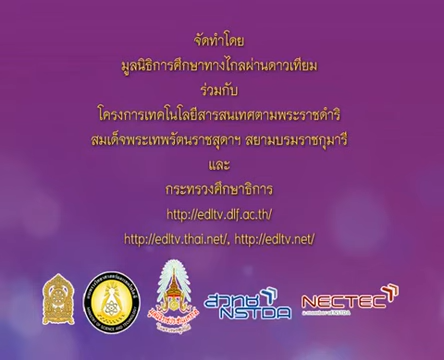 จัดทำโดย
มูลนิธิการศึกษาทางไกลผ่านดาวเทียม
ร่วมกับ
โครงการเทคโนโลยีสารสนเทศตามพระราชดำริ
สมเด็จพระเทพรัตนราชสุดาฯ สยามบรมราชกุมารี
และ
กระทรวงศึกษาธิการ
http://edltv.dlf.ac.th/
http://edltv.thai.net/, http://edltv.net/
สวทช
NSTDA
NECTEC
a member of NSTDA